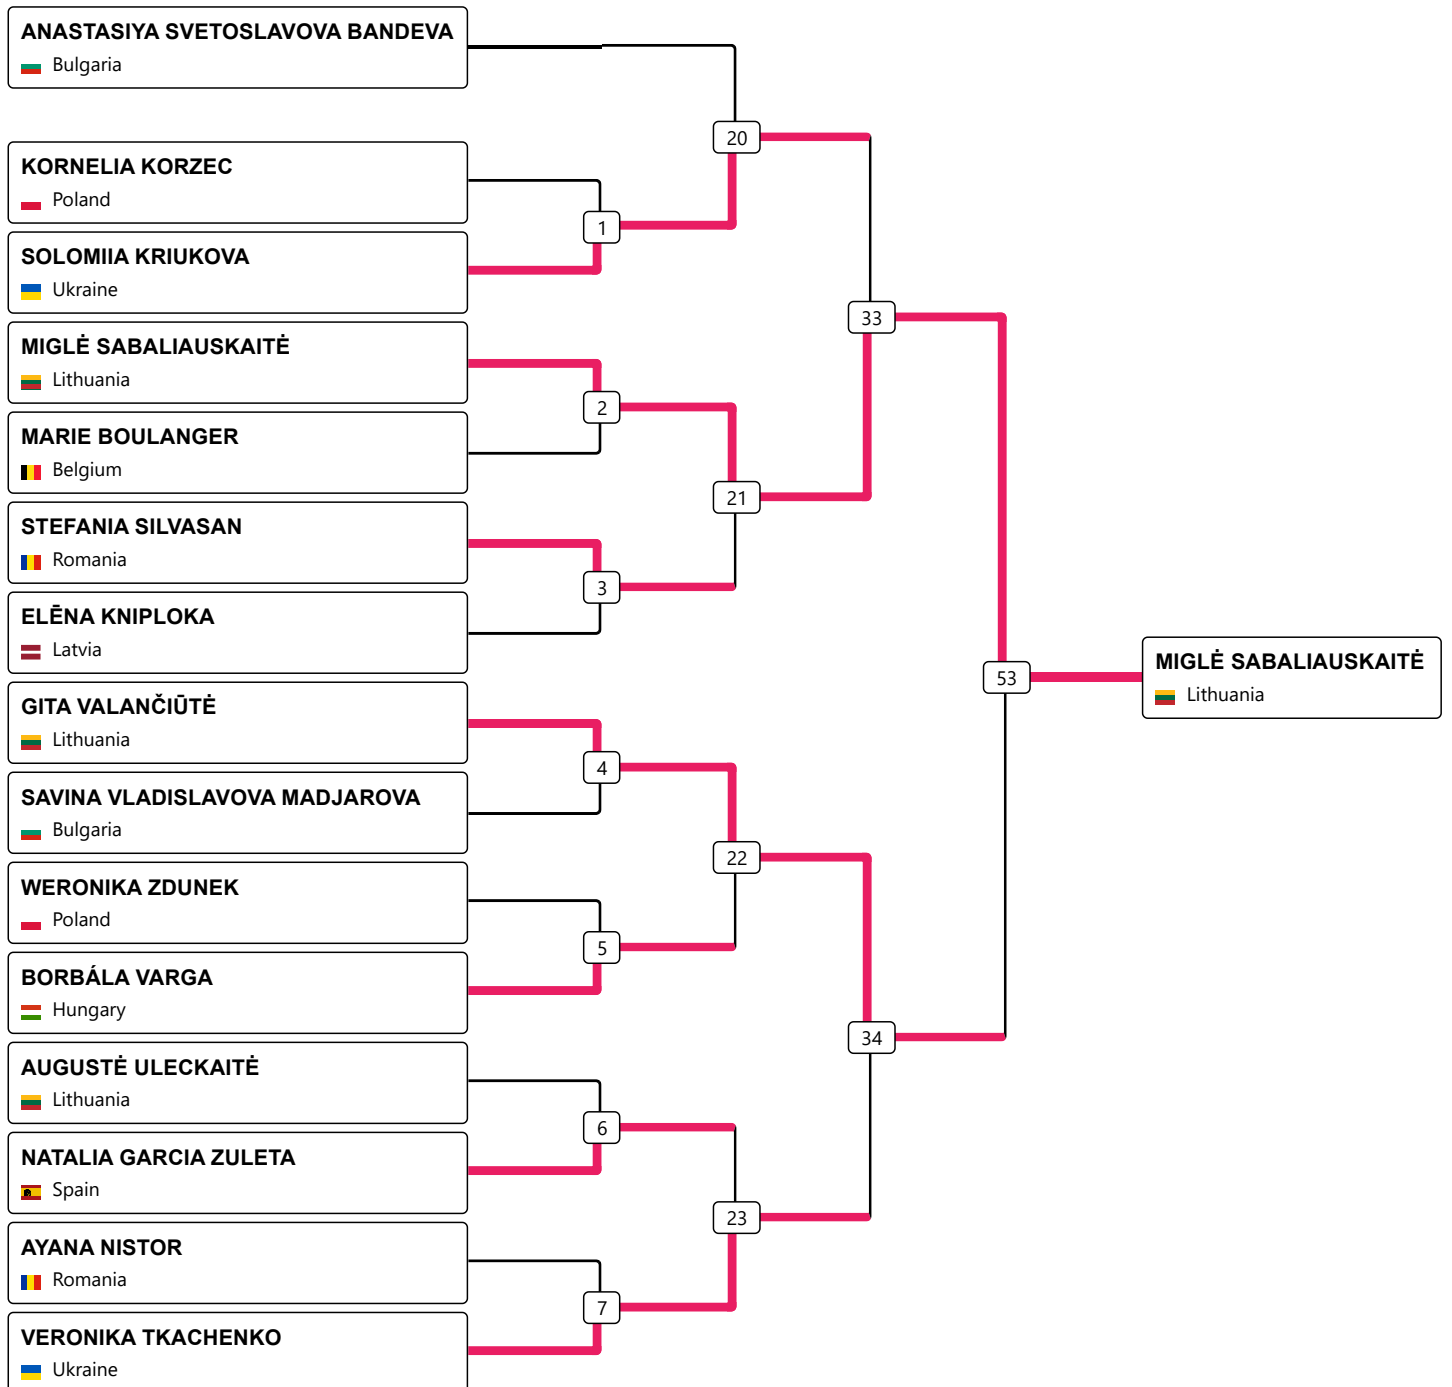 ANASTASIYA SVETOSLAVOVA BANDEVA
Bulgaria
KORNELIA KORZEC
Poland
SOLOMIIA KRIUKOVA
Ukraine
MIGLĖ SABALIAUSKAITĖ
Lithuania
MARIE BOULANGER
Belgium
STEFANIA SILVASAN
Romania
ELĒNA KNIPLOKA
Latvia
GITA VALANČIŪTĖ
Lithuania
SAVINA VLADISLAVOVA MADJAROVA
Bulgaria
WERONIKA ZDUNEK
Poland
BORBÁLA VARGA
Hungary
AUGUSTĖ ULECKAITĖ
Lithuania
NATALIA GARCIA ZULETA
Spain
AYANA NISTOR
Romania
VERONIKA TKACHENKO
Ukraine
1
2
3
4
5
6
7
20
21
22
23
33
34
53
MIGLĖ SABALIAUSKAITĖ
Lithuania